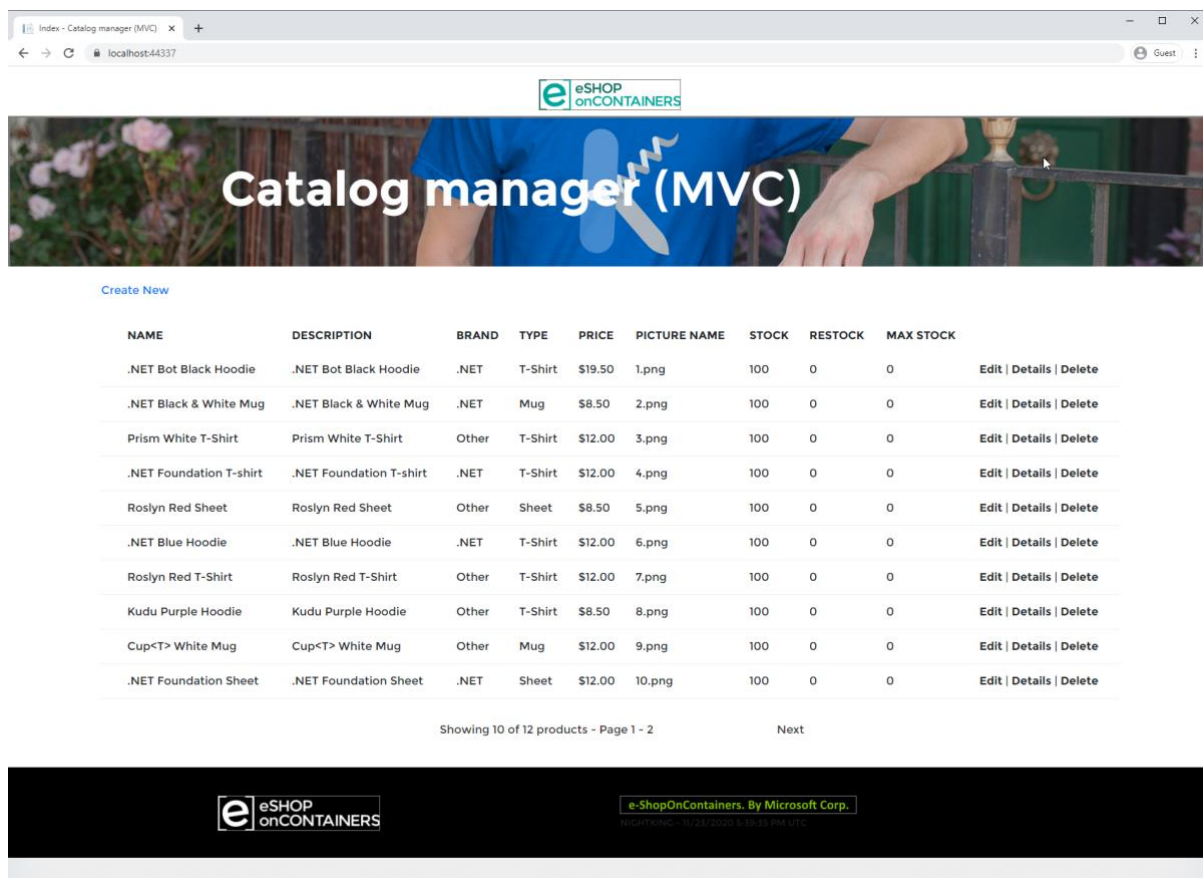 Index - Catalog manager (MVC)
localhost:44337
Guest
e eSHOP
onCONTAINERS
Catalog manager (MVC)
Create New
NAME DESCRIPTION BRAND TYPE PRICE PICTURE NAME STOCK RESTOCK MAX STOCK
.NET Bot Black Hoodie .NET Bot Black Hoodie .NET T-Shirt $19.50 1.png 100 0 0 Edit | Details | Delete
.NET Black & White Mug .NET Black & White Mug .NET Mug $8.50 2.png 100 0 0 Edit | Details | Delete
Prism White T-Shirt Prism White T-Shirt Other T-Shirt $12.00 3.png 100 0 0 Edit | Details | Delete
.NET Foundation T-shirt .NET Foundation T-shirt .NET T-Shirt $12.00 4.png 100 0 0 Edit | Details | Delete
Roslyn Red Sheet Roslyn Red Sheet Other Sheet $8.50 5.png 100 0 0 Edit | Details | Delete
.NET Blue Hoodie .NET Blue Hoodie .NET T-Shirt $12.00 6.png 100 0 0 Edit | Details | Delete
Roslyn Red T-Shirt Roslyn Red T-Shirt Other T-Shirt $12.00 7.png 100 0 0 Edit | Details | Delete
Kudu Purple Hoodie Kudu Purple Hoodie Other T-Shirt $8.50 8.png 100 0 0 Edit | Details | Delete
Cup<T> White Mug Cup<T> White Mug Other Mug $12.00 9.png 100 0 0 Edit | Details | Delete
.NET Foundation Sheet .NET Foundation Sheet .NET Sheet $12.00 10.png 100 0 0 Edit | Details | Delete
Showing 10 of 12 products - Page 1 - 2 Next
e eSHOP
onCONTAINERS
e-ShopOnContainers. By Microsoft Corp.
NIGHTKING - 11/23/2020 5:39:35 PM UTC